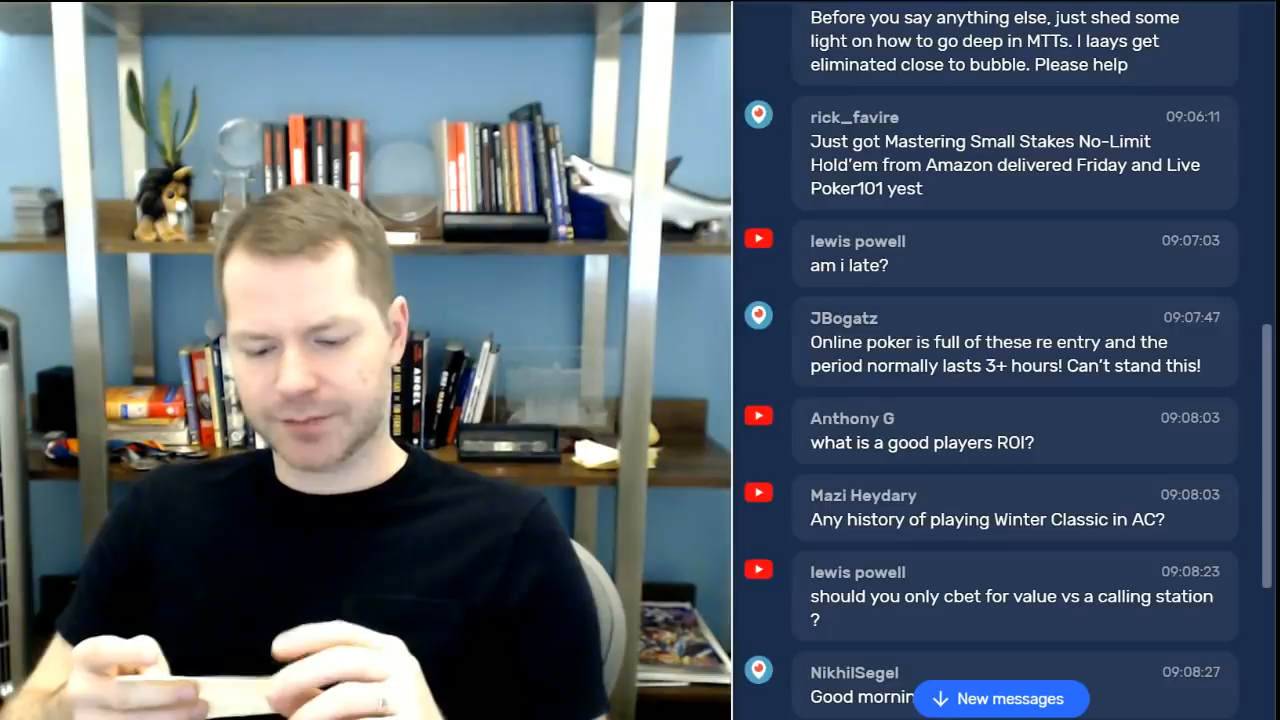 Before you say anything else, just shed some
light on how to go deep in MTTs. I laays get
eliminated close to bubble. Please help
rick_favire 09:06:11
Just got Mastering Small Stakes No-Limit
Hold'em from Amazon delivered Friday and Live
Poker101 yest
lewis powell 09:07:03
am i late?
JBogatz 09:07:47
Online poker is full of these re entry and the
period normally lasts 3+ hours! Can't stand this!
Anthony G 09:08:03
what is a good players ROI?
Mazi Heydary 09:08:03
Any history of playing Winter Classic in AC?
lewis powell 09:08:23
should you only cbet for value vs a calling station
?
NikhilSegel 09:08:27
Good mornin
New messages
ANGEL